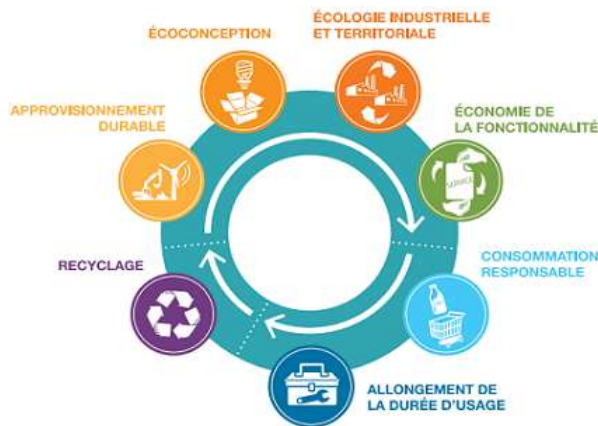 ÉCOCONCEPTION
ÉCOLOGIE INDUSTRIELLE
ET TERRITORIALE
APPROVISIONNEMENT
DURABLE
ÉCONOMIE DE
LA FONCTIONNALITÉ
SERVICE
RECYCLAGE
CONSOMMATION
RESPONSABLE
ALLONGEMENT DE
LA DURÉE D'USAGE